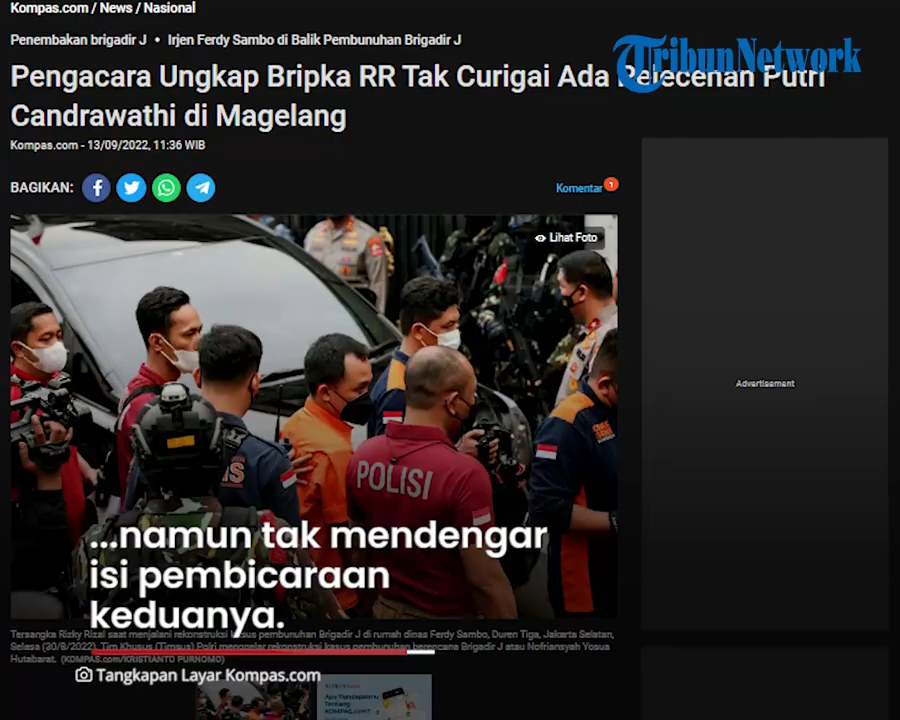 Kompas.com / News / Nasional
Penembakan brigadir J • Irjen Ferdy Sambo di Balik Pembunuhan Brigadir J
TribunNetwork
Pengacara Ungkap Bripka RR Tak Curigai Ada Pelecehan Putri
Candrawathi di Magelang
Kompas.com - 13/09/2022, 11:36 WIB
BAGIKAN:
Komentar 1
Lihat Foto
Advertisement
POLISI
...namun tak mendengar
isi pembicaraan
keduanya.
Tersangka Rizky Rizal saat menjalani rekonstruksi kasus pembunuhan Brigadir J di rumah dinas Ferdy Sambo, Duren Tiga, Jakarta Selatan,
Selasa (30/8/2022). Tim Khusus (Timsus) Polri menggelar rekonstruksi kasus pembunuhan berencana Brigadir J atau Nofriansyah Yosua
Hutabarat. (KOMPAS.com/KRISTIANTO PURNOMO)
Tangkapan Layar Kompas.com